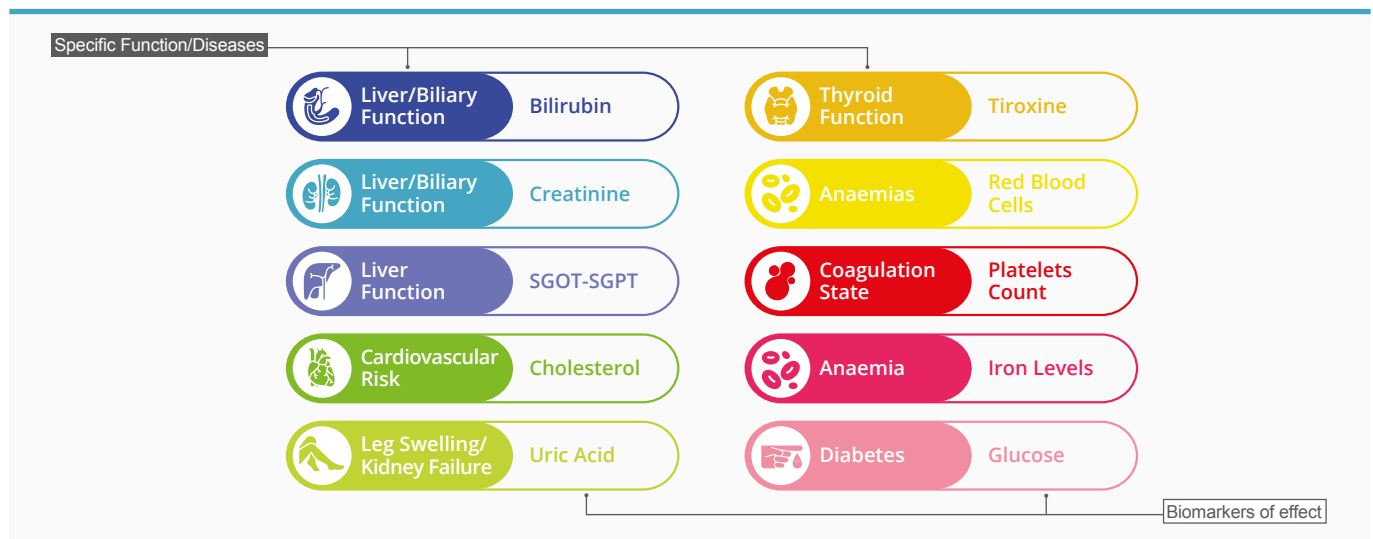 Specific Function/Diseases
Liver/Biliary
Function
Bilirubin
Liver/Biliary
Function
Creatinine
Liver
Function
SGOT-SGPT
Cardiovascular
Risk
Cholesterol
Leg Swelling/
Kidney Failure
Uric Acid
Thyroid
Function
Tiroxine
Anaemias
Red Blood
Cells
Coagulation
State
Platelets
Count
Anaemia
Iron Levels
Diabetes
Glucose
Biomarkers of effect